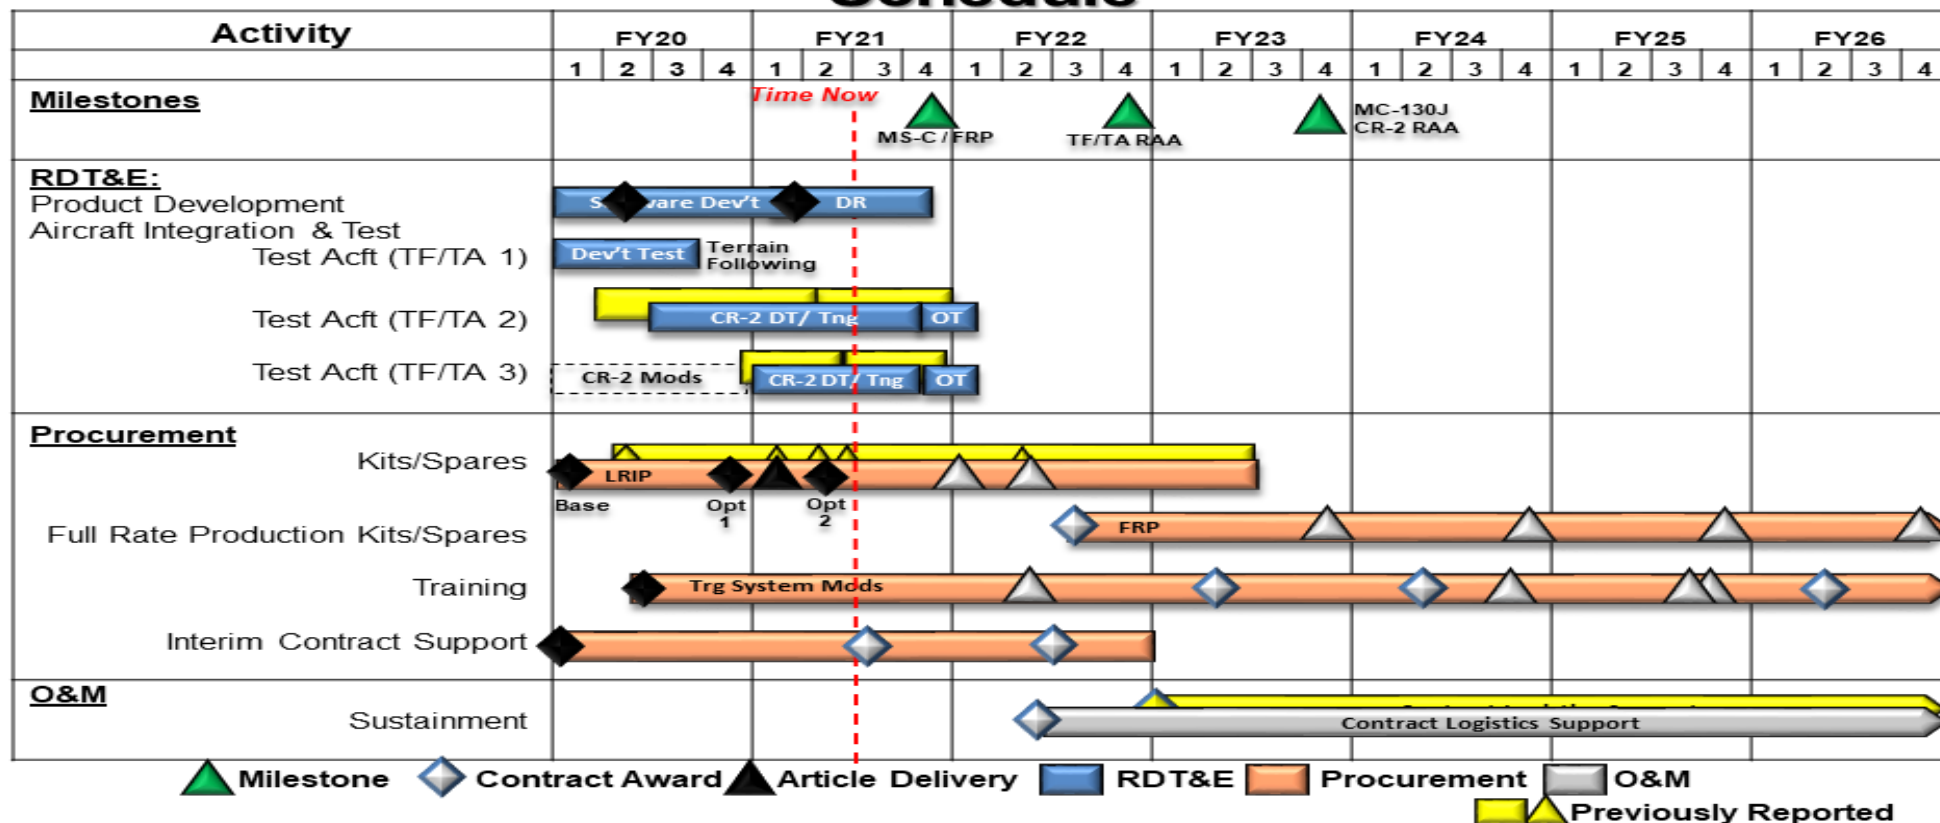 Schedule
Activity
FY20 FY21 FY22 FY23 FY24 FY25 FY26
1 2 3 4 1 2 3 4 1 2 3 4 1 2 3 4 1 2 3 4 1 2 3 4 1 2 3 4
Milestones
Time Now
MS-C / FRP
TF/TA RAA
MC-130J
CR-2 RAA
RDT&E:
Product Development
DR
Aircraft Integration & Test
Test Acft (TF/TA 1)
Dev't Test
Terrain
Following
Test Acft (TF/TA 2)
CR-2 DT/ Tng
OT
Test Acft (TF/TA 3)
CR-2 Mods
CR-2 DT/ Tng
OT
Procurement
Kits/Spares
LRIP
Base
Opt
1
Opt
2
Full Rate Production Kits/Spares
FRP
Training
Trg System Mods
Interim Contract Support
O&M
Sustainment
Contract Logistics Support
Milestone Contract Award Article Delivery RDT&E Procurement O&M
Previously Reported